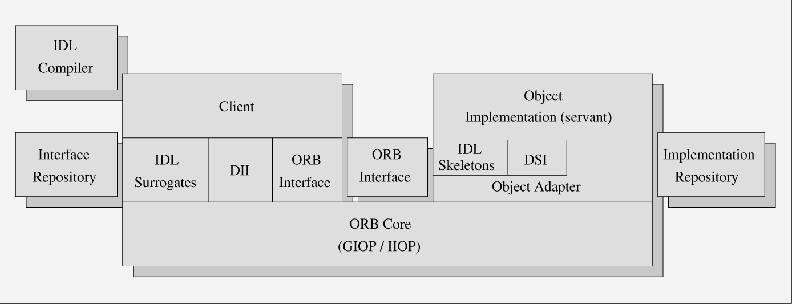 IDL
Compiler
Client
Object
Implementation (servant)
Interface
Repository
IDL
Surrogates
DII
ORB
Interface
ORB
Interface
IDL
Skeletons
DSI
Object Adapter
Implementation
Repository
ORB Core
(GIOP / IIOP)